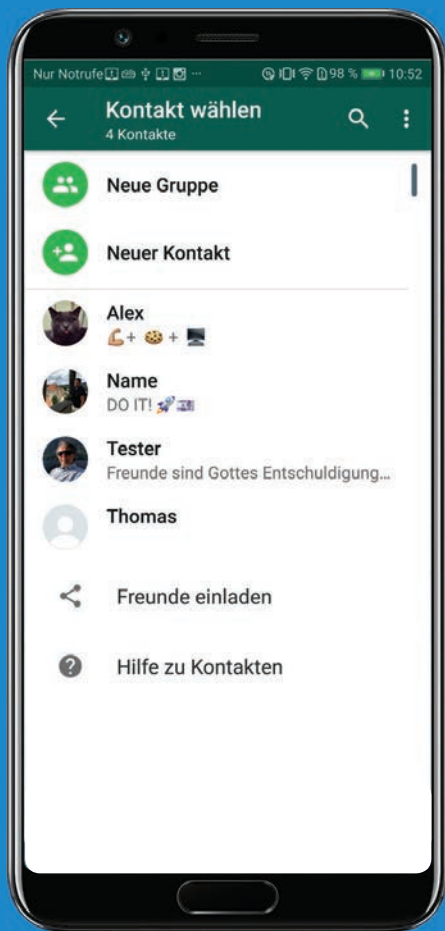 Nur Notrufe ... 98 % 10:52
Kontakt wählen
4 Kontakte
Neue Gruppe
Neuer Kontakt
Alex
💪+ 🍪 + 🖥️
Name
DO IT! 🚀💶
Tester
Freunde sind Gottes Entschuldigung...
Thomas
Freunde einladen
Hilfe zu Kontakten